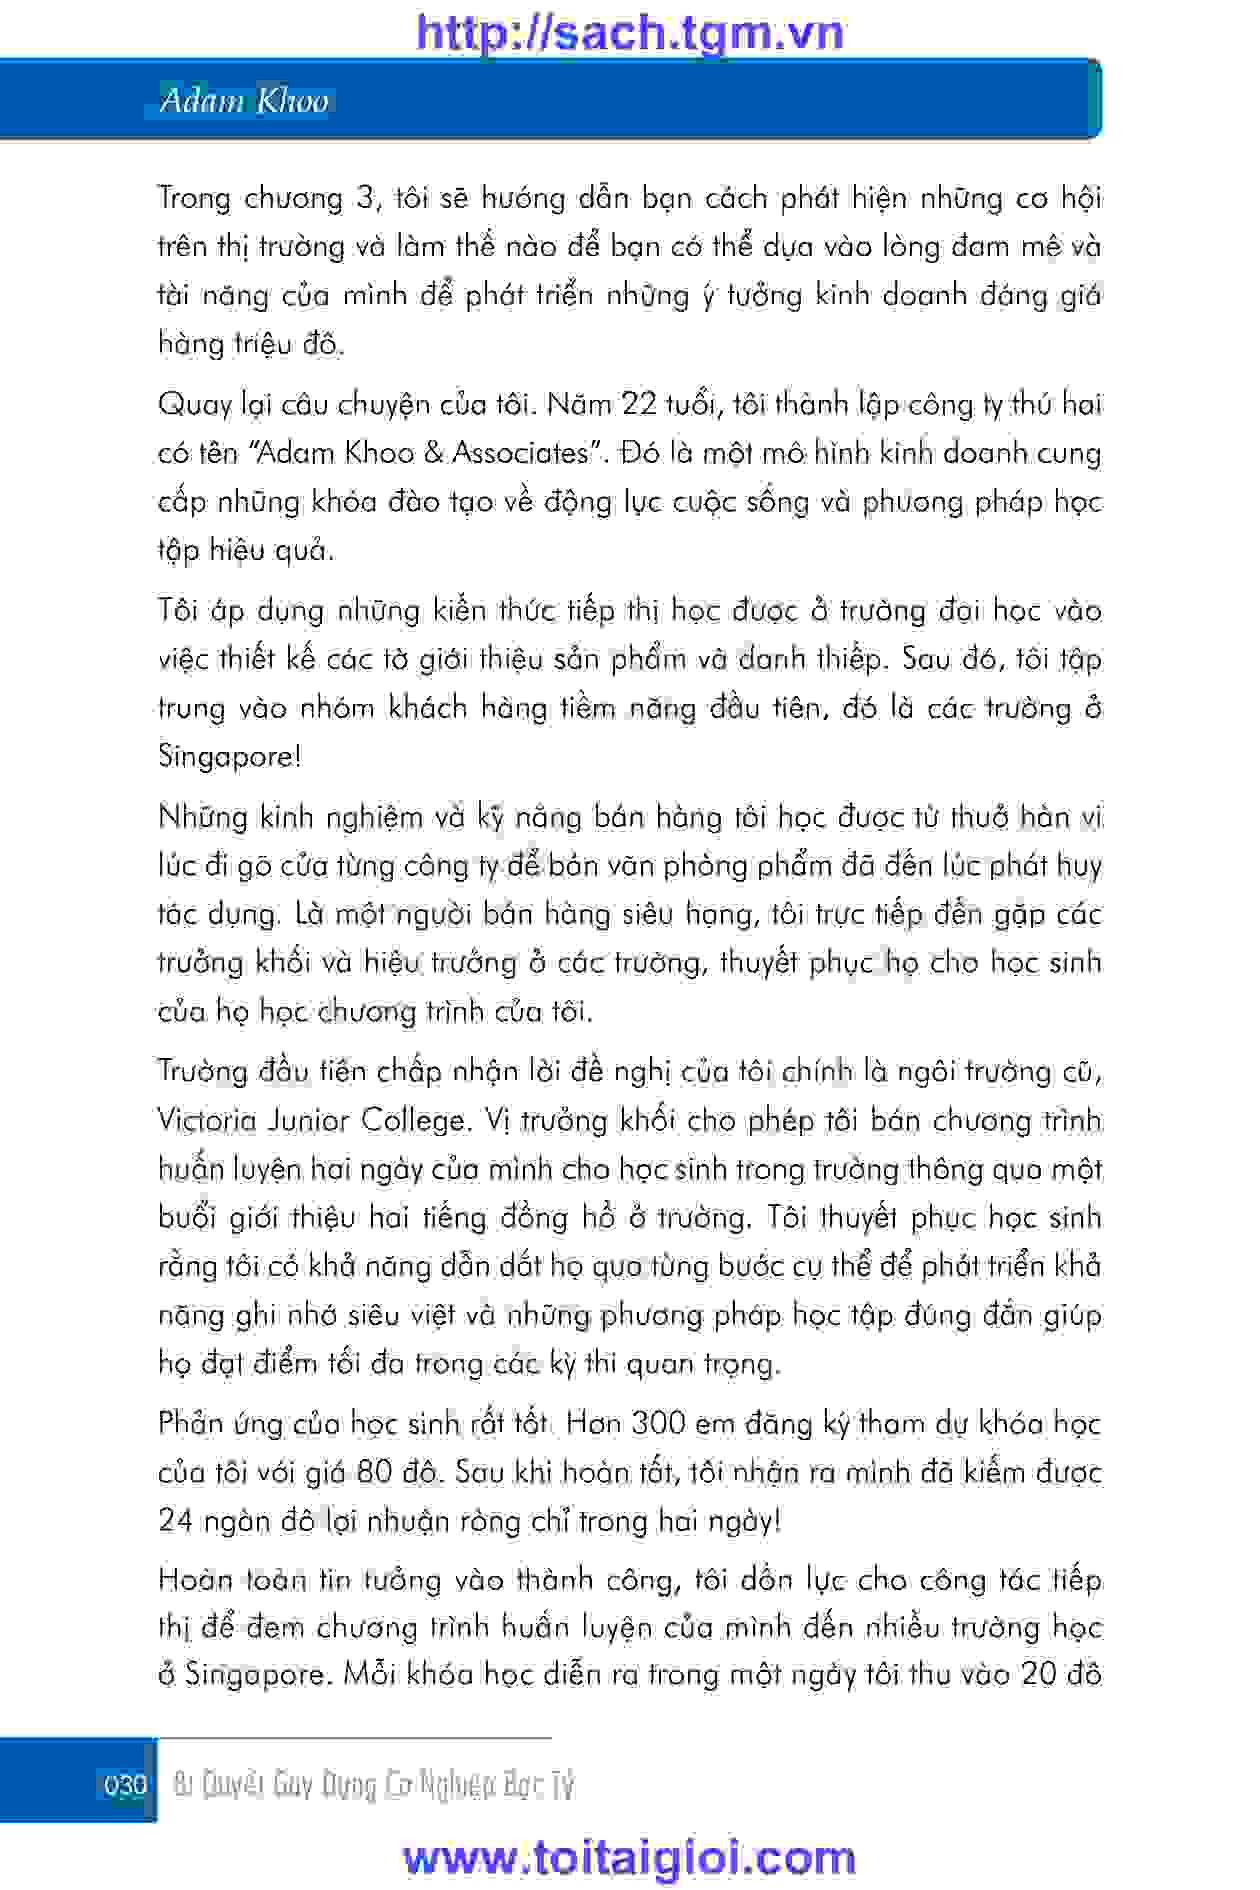 http://sach.tgm.vn
Adam Khoo
Trong chương 3, tôi sẽ hướng dẫn bạn cách phát hiện những cơ hội
trên thị trường và làm thế nào để bạn có thể dựa vào lòng đam mê và
tài năng của mình để phát triển những ý tưởng kinh doanh đáng giá
hàng triệu đô.
Quay lại câu chuyện của tôi. Năm 22 tuổi, tôi thành lập công ty thứ hai
có tên “Adam Khoo & Associates”. Đó là một mô hình kinh doanh cung
cấp những khóa đào tạo về động lực cuộc sống và phương pháp học
tập hiệu quả.
Tôi áp dụng những kiến thức tiếp thị học được ở trường đại học vào
việc thiết kế các tờ giới thiệu sản phẩm và danh thiếp. Sau đó, tôi tập
trung vào nhóm khách hàng tiềm năng đầu tiên, đó là các trường ở
Singapore!
Những kinh nghiệm và kỹ năng bán hàng tôi học được từ thuở hàn vi
lúc đi gõ cửa từng công ty để bán văn phòng phẩm đã đến lúc phát huy
tác dụng. Là một người bán hàng siêu hạng, tôi trực tiếp đến gặp các
trưởng khối và hiệu trưởng ở các trường, thuyết phục họ cho học sinh
của họ học chương trình của tôi.
Trường đầu tiên chấp nhận lời đề nghị của tôi chính là ngôi trường cũ,
Victoria Junior College. Vị trưởng khối cho phép tôi bán chương trình
huấn luyện hai ngày của mình cho học sinh trong trường thông qua một
buổi giới thiệu hai tiếng đồng hồ ở trường. Tôi thuyết phục học sinh
rằng tôi có khả năng dẫn dắt họ qua từng bước cụ thể để phát triển khả
năng ghi nhớ siêu việt và những phương pháp học tập đúng đắn giúp
họ đạt điểm tối đa trong các kỳ thi quan trọng.
Phản ứng của học sinh rất tốt. Hơn 300 em đăng ký tham dự khóa học
của tôi với giá 80 đô. Sau khi hoàn tất, tôi nhận ra mình đã kiếm được
24 ngàn đô lợi nhuận ròng chỉ trong hai ngày!
Hoàn toàn tin tưởng vào thành công, tôi dồn lực cho công tác tiếp
thị để đem chương trình huấn luyện của mình đến nhiều trường học
ở Singapore. Mỗi khóa học diễn ra trong một ngày tôi thu vào 20 đô
030 Bí Quyết Gây Dựng Cơ Nghiệp Bạc Tỷ
www.toitaigioi.com